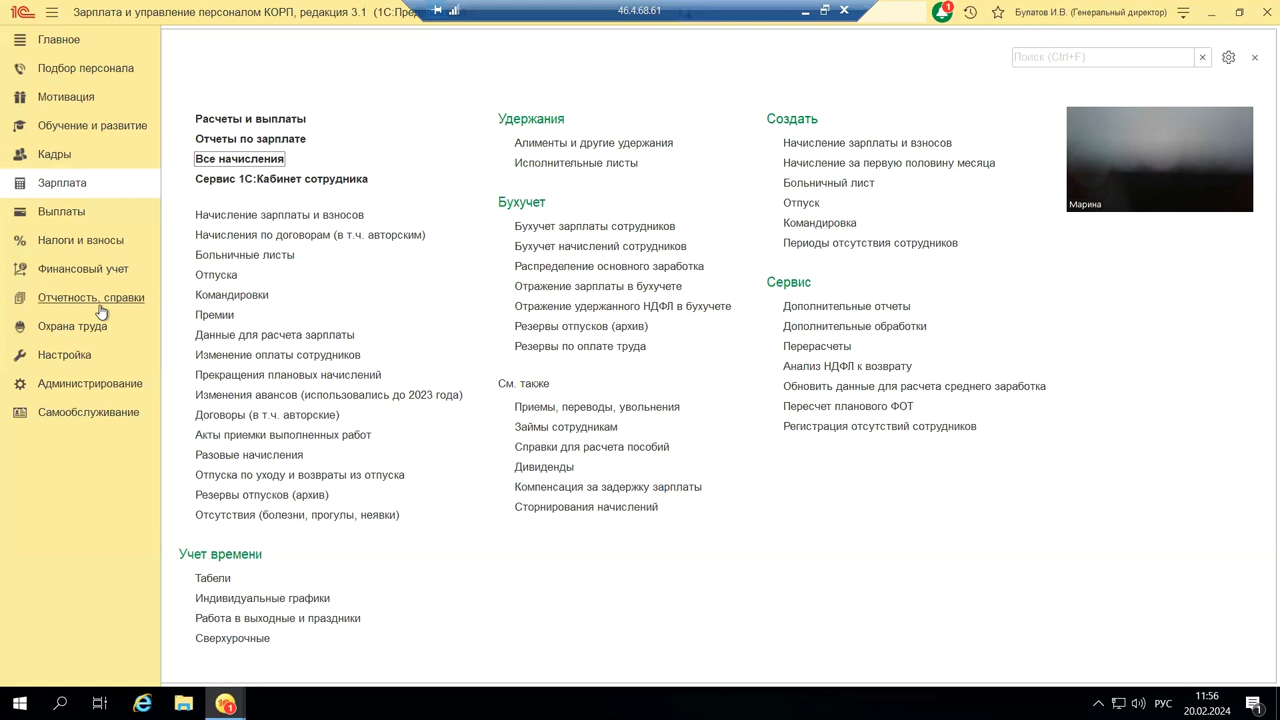 Зарплата и управление персоналом КОРП, редакция 3.1 (1С:Пре
46.4.68.61
1
Булатов И.В. (Генеральный директор)
Главное
Подбор персонала
Мотивация
Обучение и развитие
Кадры
Зарплата
Выплаты
Налоги и взносы
Финансовый учет
Отчетность, справки
Охрана труда
Настройка
Администрирование
Самообслуживание
Поиск (Ctrl+F)
Расчеты и выплаты
Отчеты по зарплате
Все начисления
Сервис 1С:Кабинет сотрудника
Начисление зарплаты и взносов
Начисления по договорам (в т.ч. авторским)
Больничные листы
Отпуска
Командировки
Премии
Данные для расчета зарплаты
Изменение оплаты сотрудников
Прекращения плановых начислений
Изменения авансов (использовались до 2023 года)
Договоры (в т.ч. авторские)
Акты приемки выполненных работ
Разовые начисления
Отпуска по уходу и возвраты из отпуска
Резервы отпусков (архив)
Отсутствия (болезни, прогулы, неявки)
Учет времени
Табели
Индивидуальные графики
Работа в выходные и праздники
Сверхурочные
Удержания
Алименты и другие удержания
Исполнительные листы
Бухучет
Бухучет зарплаты сотрудников
Бухучет начислений сотрудников
Распределение основного заработка
Отражение зарплаты в бухучете
Отражение удержанного НДФЛ в бухучете
Резервы отпусков (архив)
Резервы по оплате труда
См. также
Приемы, переводы, увольнения
Займы сотрудникам
Справки для расчета пособий
Дивиденды
Компенсация за задержку зарплаты
Сторнирования начислений
Создать
Начисление зарплаты и взносов
Начисление за первую половину месяца
Больничный лист
Отпуск
Командировка
Периоды отсутствия сотрудников
Сервис
Дополнительные отчеты
Дополнительные обработки
Перерасчеты
Анализ НДФЛ к возврату
Обновить данные для расчета среднего заработка
Пересчет планового ФОТ
Регистрация отсутствий сотрудников
Марина
1
РУС
11:56
20.02.2024
1